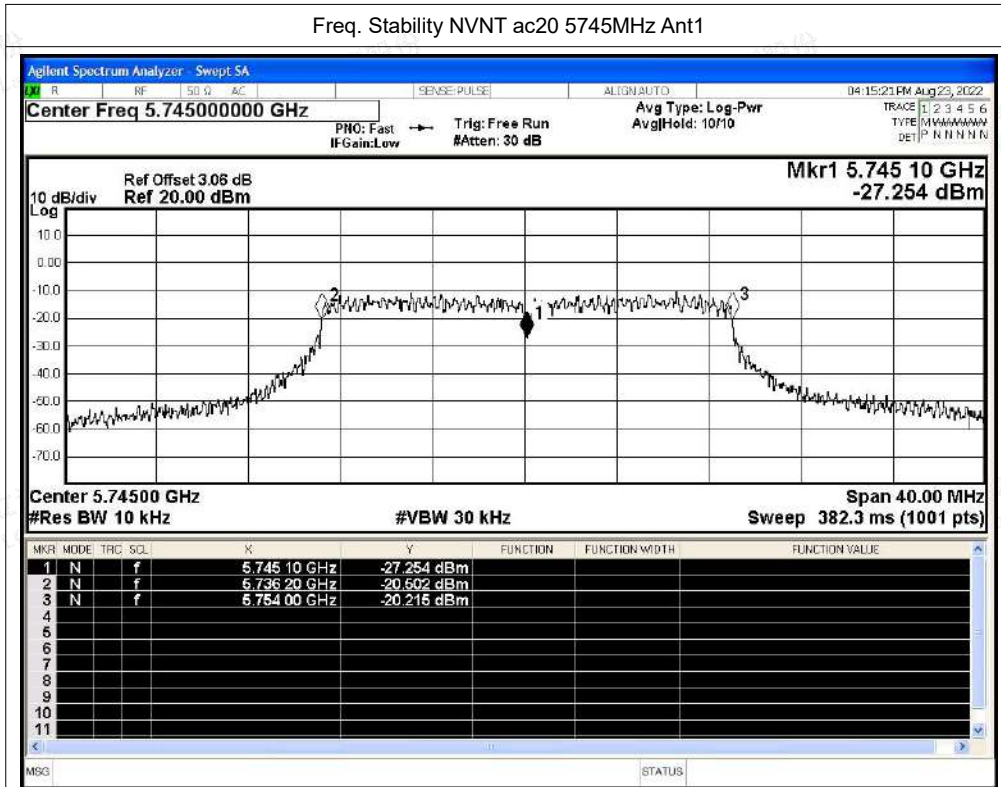 Freq. Stability NVNT ac20 5745MHz Ant1
Agilent Spectrum Analyzer - Swept SA
LXI R RF 50 Ω AC SENSE:PULSE ALIGNAUTO 04:15:21 PM Aug 23, 2022
Center Freq 5.745000000 GHz
PNO: Fast Trig: Free Run Avg Type: Log-Pwr TRACE 1 2 3 4 5 6
IFGain:Low #Atten: 30 dB Avg|Hold: 10/10 TYPE MWWWWW
DET P N N N N N
Ref Offset 3.06 dB Mkr1 5.745 10 GHz
10 dB/div Ref 20.00 dBm -27.254 dBm
Log
10.0
0.00
-10.0
2
3
1
-20.0
-30.0
-40.0
-50.0
-60.0
-70.0
Center 5.74500 GHz Span 40.00 MHz
#Res BW 10 kHz #VBW 30 kHz Sweep 382.3 ms (1001 pts)
MKR MODE TRC SCL X Y FUNCTION FUNCTION WIDTH FUNCTION VALUE
1 N f 5.745 10 GHz -27.254 dBm
2 N f 5.736 20 GHz -20.502 dBm
3 N f 5.754 00 GHz -20.215 dBm
4
5
6
7
8
9
10
11
MSG STATUS